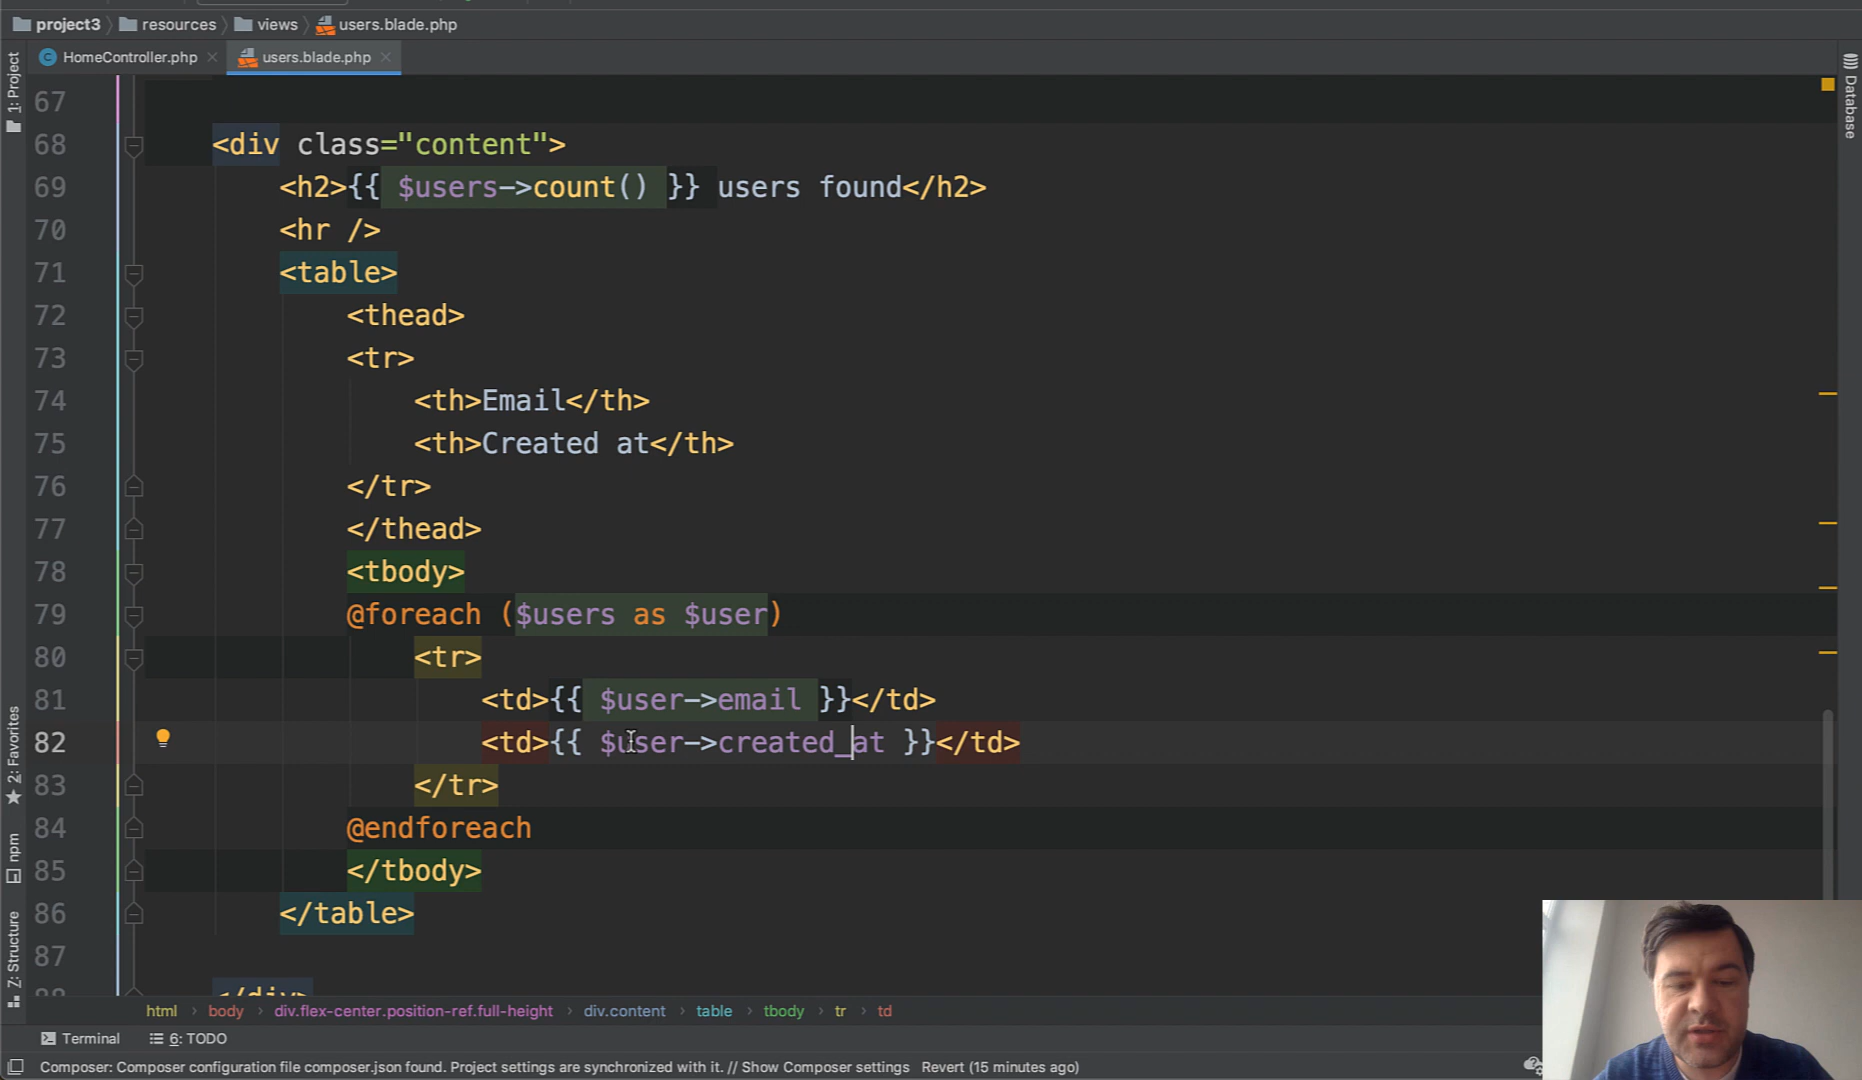 project3 resources views users.blade.php
HomeController.php users.blade.php
1: Project
Database
67
68 <div class="content">
69 <h2>{{ $users->count() }} users found</h2>
70 <hr />
71 <table>
72 <thead>
73 <tr>
74 <th>Email</th>
75 <th>Created at</th>
76 </tr>
77 </thead>
78 <tbody>
79 @foreach ($users as $user)
80 <tr>
81 <td>{{ $user->email }}</td>
82 <td>{{ $user->created_at }}</td>
83 </tr>
84 @endforeach
85 </tbody>
86 </table>
87
88 </div>
2: Favorites
npm
Z: Structure
html body div.flex-center.position-ref.full-height div.content table tbody tr td
Terminal 6: TODO
Composer: Composer configuration file composer.json found. Project settings are synchronized with it. // Show Composer settings Revert (15 minutes ago)